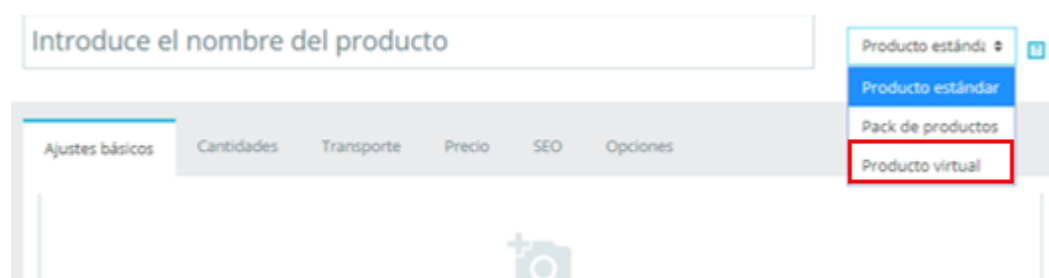 Introduce el nombre del producto
Producto estánda
?
Producto estándar
Pack de productos
Producto virtual
Ajustes básicos Cantidades Transporte Precio SEO Opciones